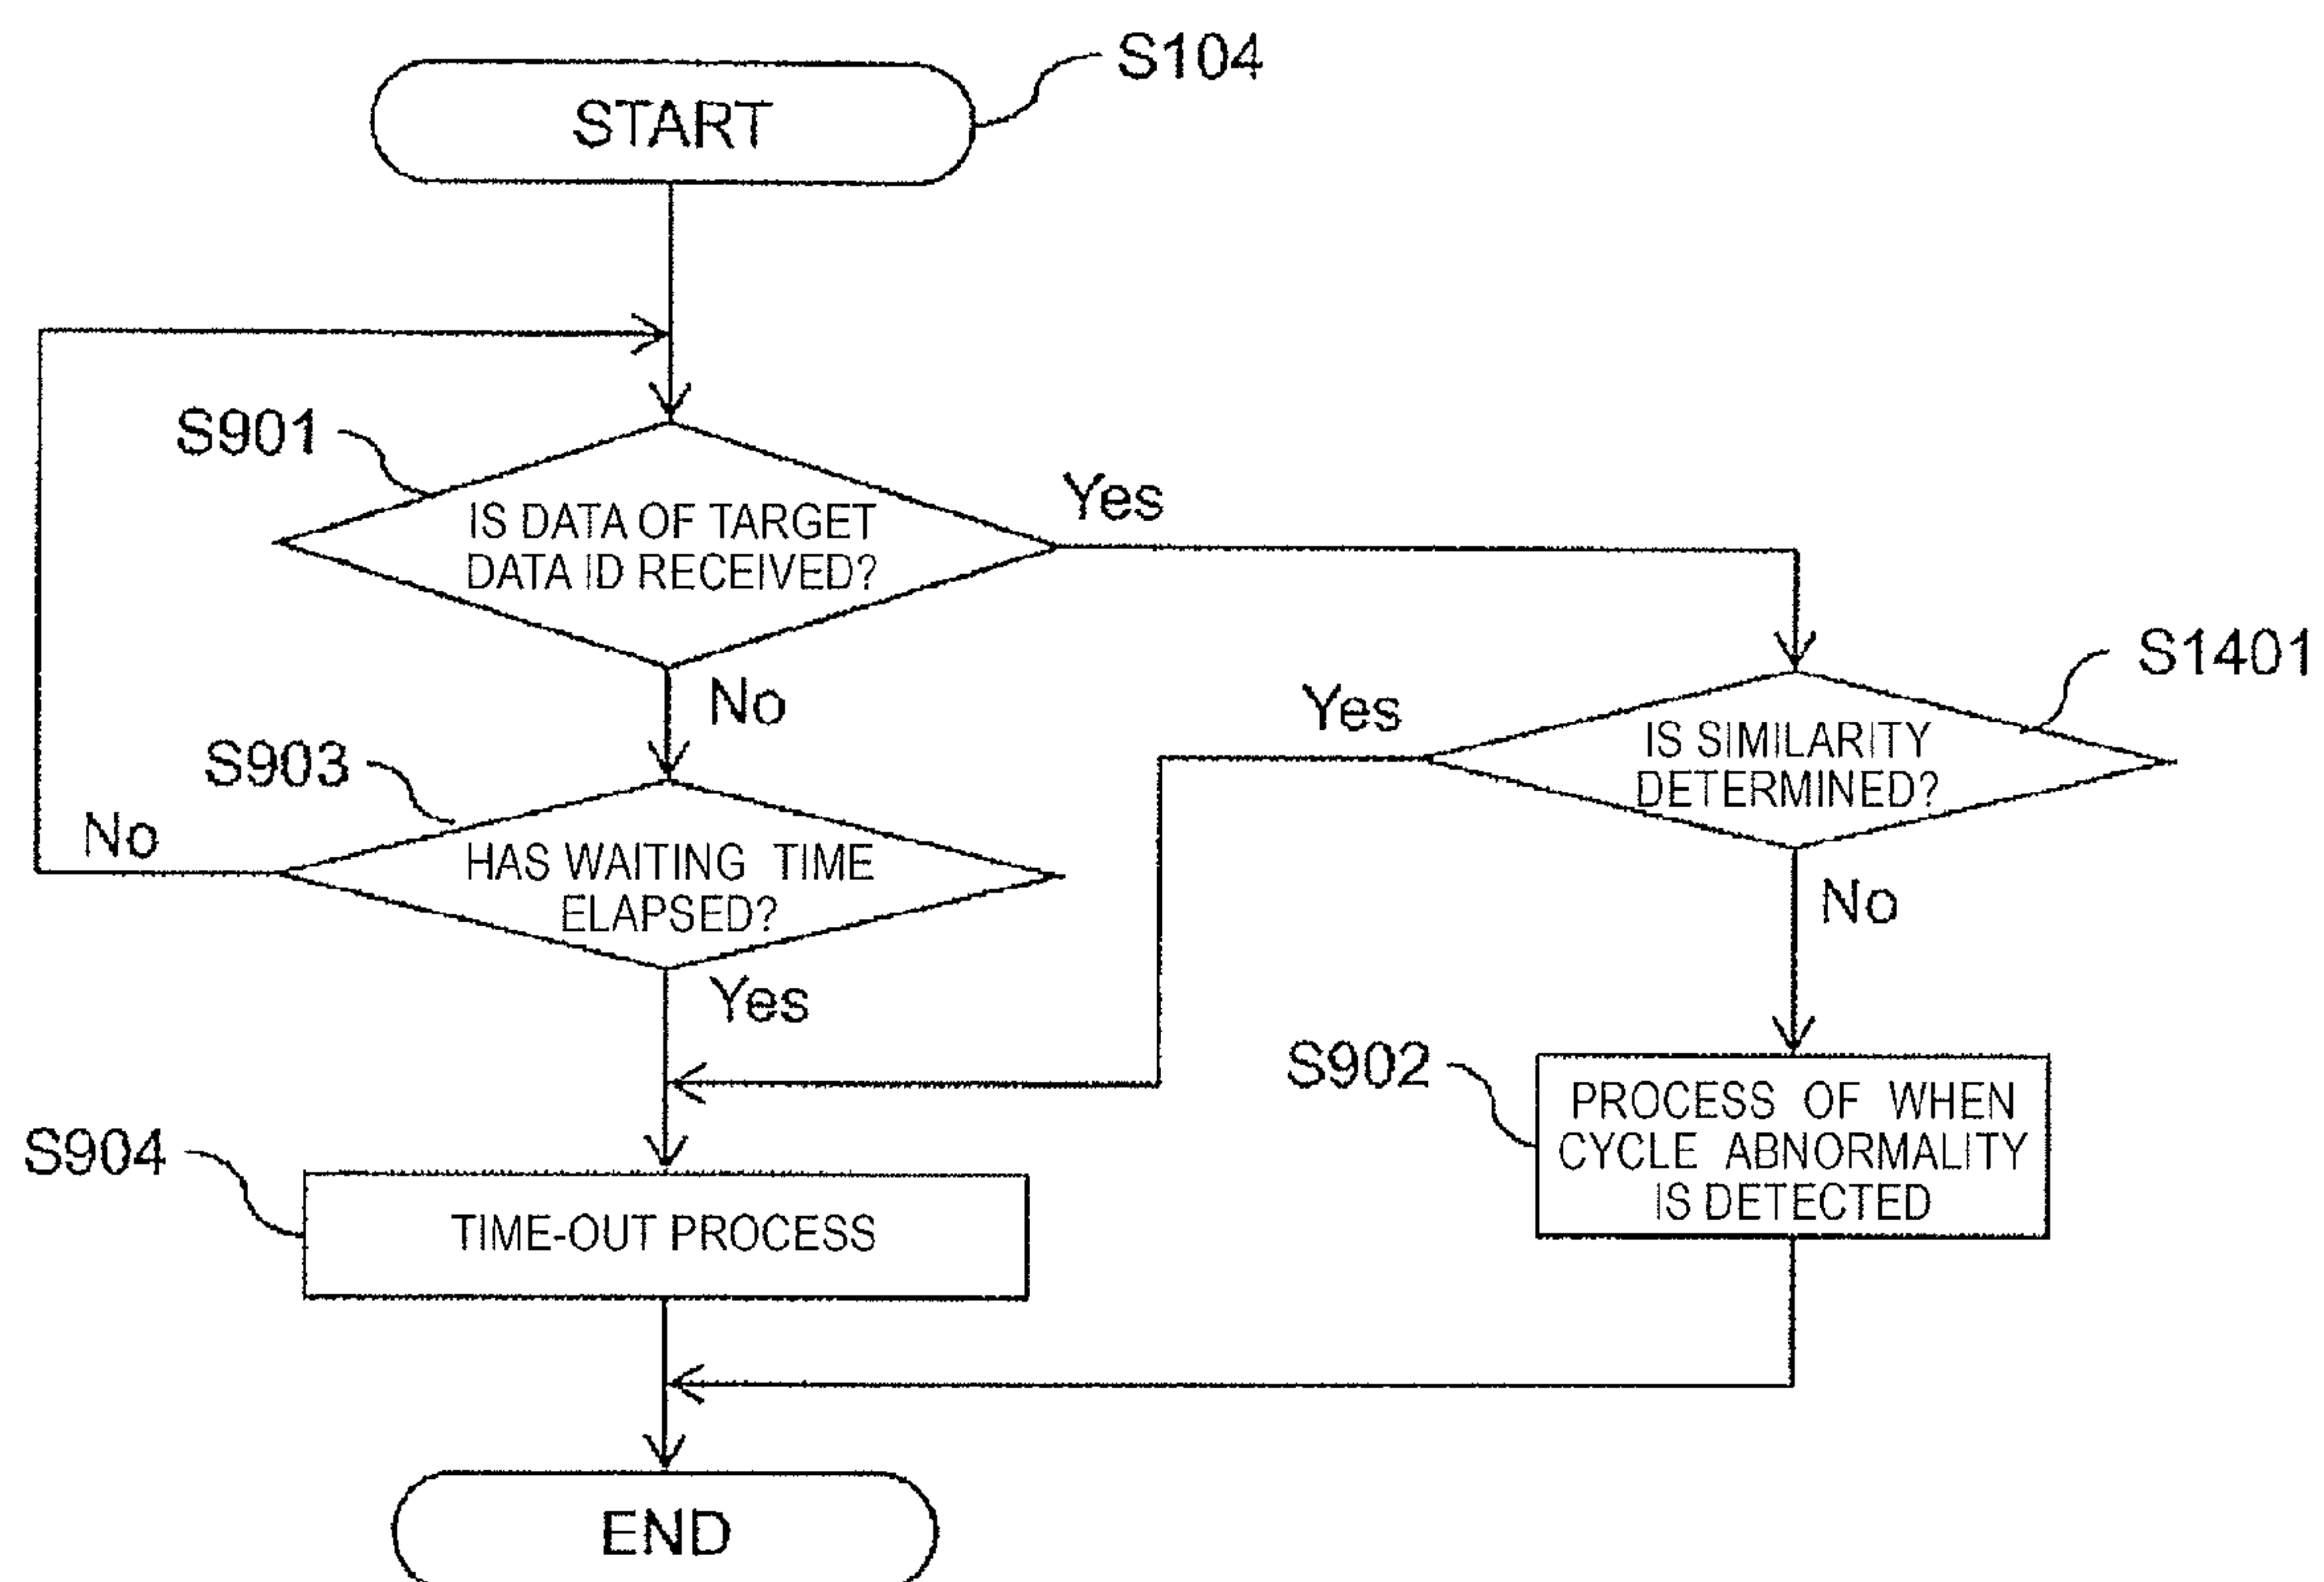 S104
START
S901
IS DATA OF TARGET
DATA ID RECEIVED?
Yes
No
S1401
Yes
IS SIMILARITY
DETERMINED?
No
S903
No
HAS WAITING TIME
ELAPSED?
Yes
S902
PROCESS OF WHEN
CYCLE ABNORMALITY
IS DETECTED
S904
TIME-OUT PROCESS
END